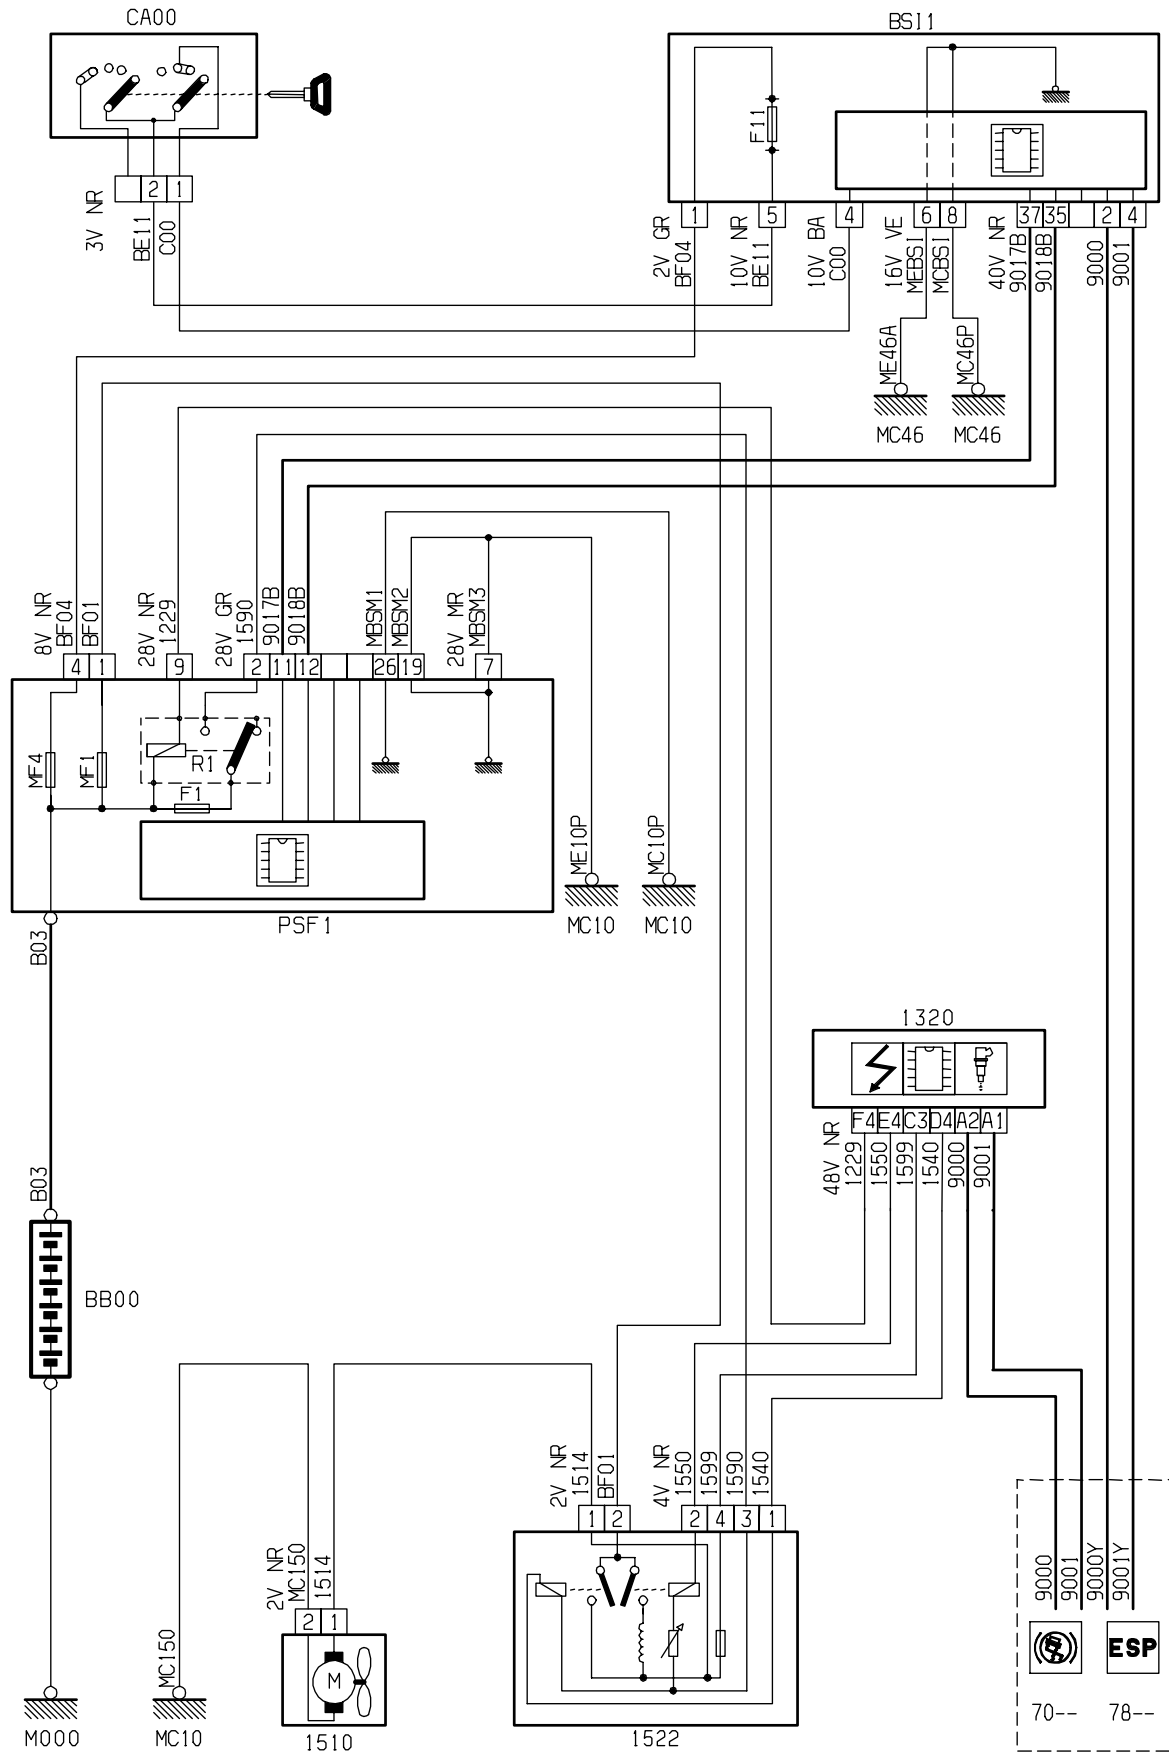 CA00
BSI1
F11
2
1
3V NR
BE11
C00
1
5
4
6
8
37
35
2
4
2V GR
BF04
10V NR
BE11
10V BA
C00
16V VE
MEBSI
MCBSI
40V NR
9017B
9018B
9000
9001
ME46A
MC46P
MC46
MC46
8V NR
BF04
BF01
28V NR
1229
28V GR
1590
9017B
9018B
MBSM1
MBSM2
28V MR
MBSM3
4
1
9
2
11
12
26
19
7
MF4
MF1
R1
F1
PSF1
ME10P
MC10P
MC10
MC10
B03
B03
BB00
1320
F4
E4
C3
D4
A2
A1
48V NR
1229
1550
1599
1540
9000
9001
2V NR
1514
BF01
4V NR
1550
1599
1590
1540
1
2
2
4
3
1
2V NR
MC150
1514
2
1
M
MC150
M000
MC10
1510
1522
9000
9001
9000Y
9001Y
ESP
70--
78--